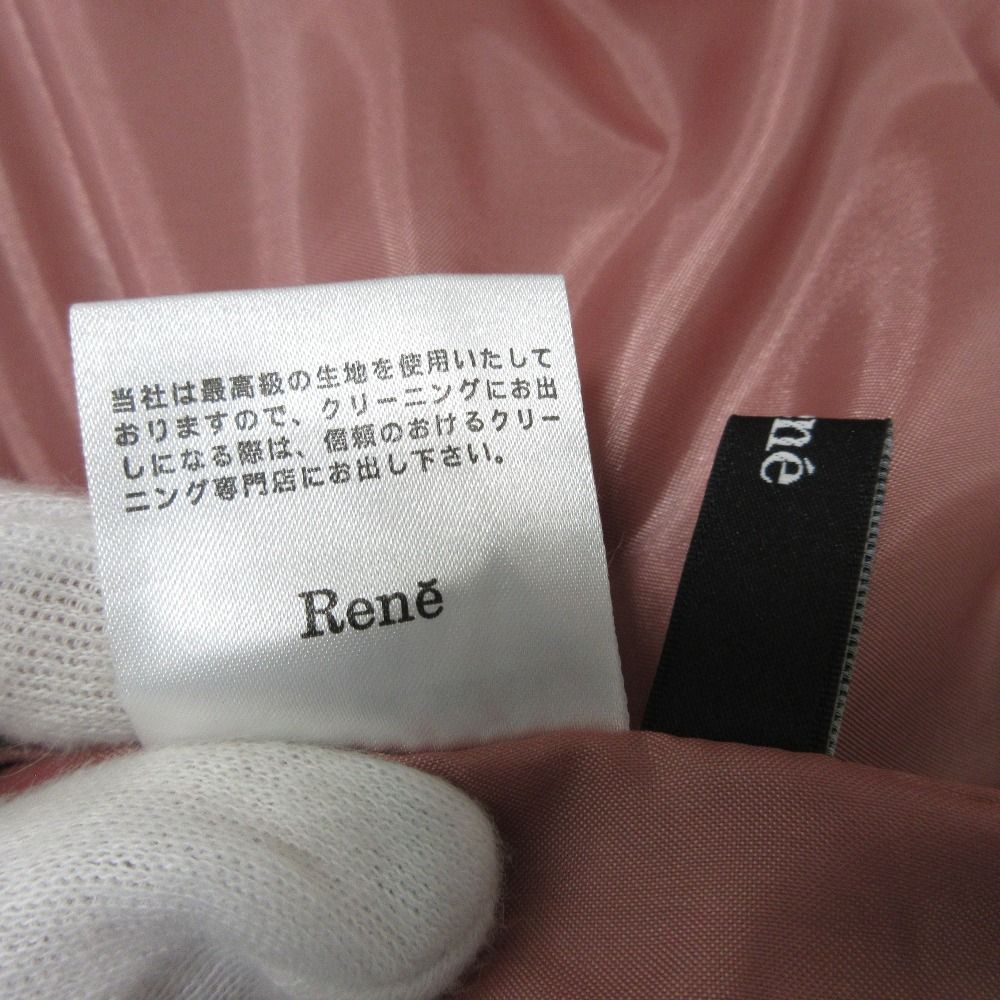 当社は最高級の生地を使用いたして
おりますので、クリーニングにお出
しになる際は、信頼のおけるクリー
ニング専門店にお出し下さい。
René
né